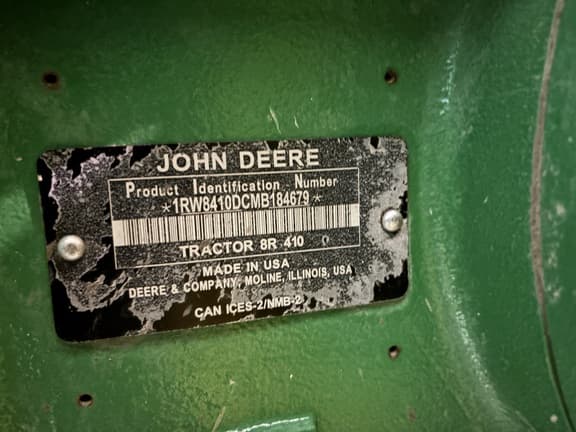 JOHN DEERE
Product Identification Number
*1RW8410DCMB184679*
TRACTOR 8R 410
MADE IN USA
DEERE & COMPANY, MOLINE, ILLINOIS, USA
CAN ICES-2/NMB-2